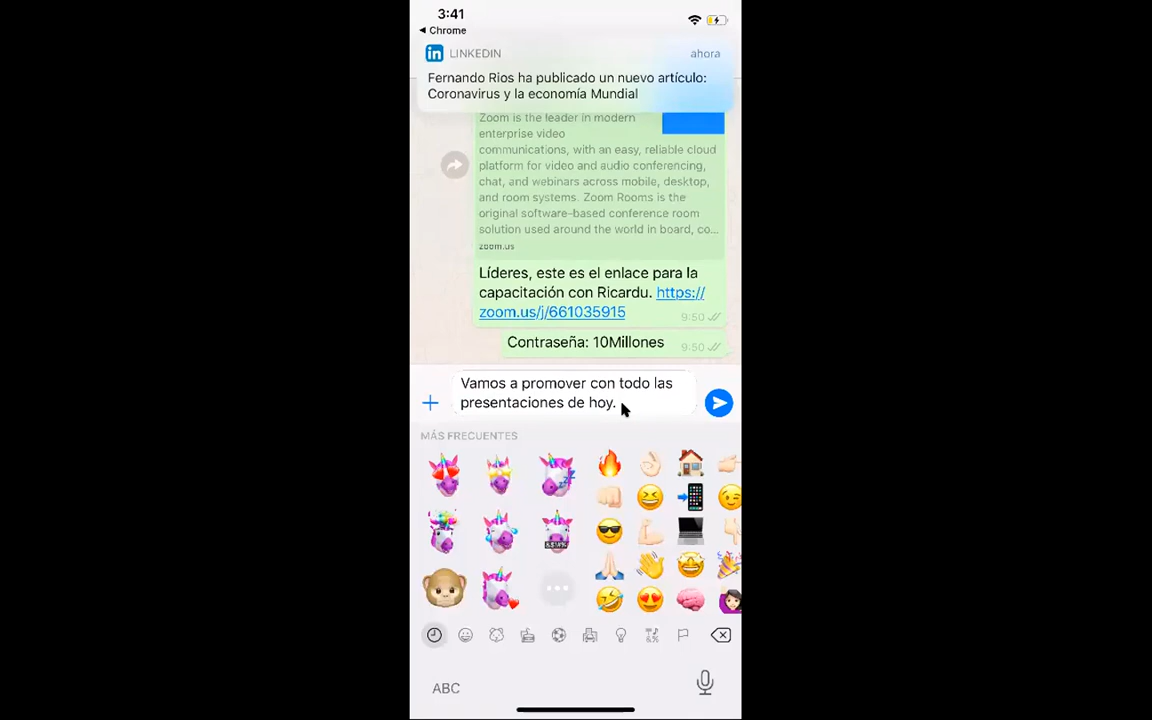 3:41
Chrome
LINKEDIN
ahora
Fernando Rios ha publicado un nuevo artículo:
Coronavirus y la economía Mundial
Zoom is the leader in modern
enterprise video
communications, with an easy, reliable cloud
platform for video and audio conferencing,
chat, and webinars across mobile, desktop,
and room systems. Zoom Rooms is the
original software-based conference room
solution used around the world in board, co...
zoom.us
Líderes, este es el enlace para la
capacitación con Ricardu. https://
zoom.us/j/661035915
9:50
Contraseña: 10Millones
9:50
Vamos a promover con todo las
presentaciones de hoy.
MÁS FRECUENTES
ABC